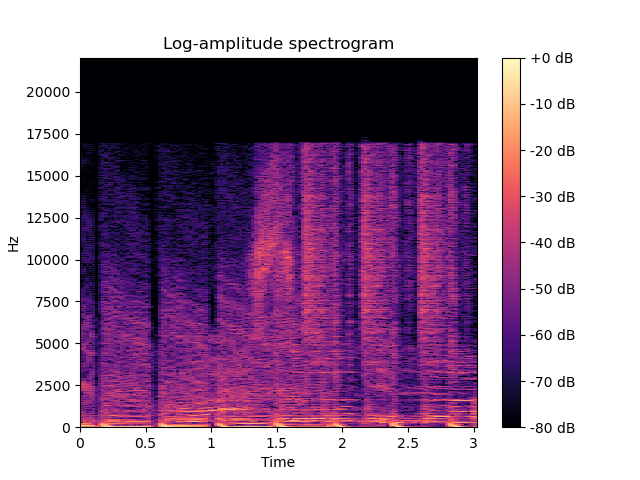 Log-amplitude spectrogram
Hz
20000
17500
15000
12500
10000
7500
5000
2500
0
0 0.5 1 1.5 2 2.5 3
Time
+0 dB
-10 dB
-20 dB
-30 dB
-40 dB
-50 dB
-60 dB
-70 dB
-80 dB